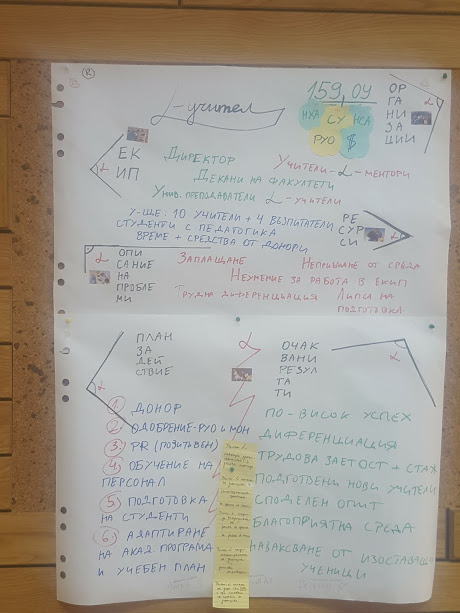 R
159,09
ОР
ГА
НИ
ЗА
ЦИИ
α
α-учител
НХА СУ НСА
РУО $
ЕК
ИП
α
ДИРЕКТОР
УЧИТЕЛИ-α-МЕНТОРИ
ДЕКАНИ НА ФАКУЛТЕТИ
УНИВ. ПРЕПОДАВАТЕЛИ α-УЧИТЕЛИ
У-ЩЕ: 10 УЧИТЕЛИ + 4 ВЪЗПИТАТЕЛИ
СТУДЕНТИ С ПЕДАГОГИКА
ВРЕМЕ + СРЕДСТВА ОТ ДОНОРИ
РЕ
СУР
СИ
α
α
ОПИ
САНИЕ
НА
ПРОБЛЕ
МИ
ЗАПЛАЩАНЕ
НЕПРИЕМАНЕ ОТ СРЕДА
НЕУМЕНИЕ ЗА РАБОТА В ЕКИП
ТРУДНА ДИФЕРЕНЦИАЦИЯ
ЛИПСА НА
ПОДГОТОВКА
ПЛАН
ЗА
ДЕЙ
СТВИЕ
α
① ДОНОР
② ОДОБРЕНИЕ-РУО И МОН
③ PR (ПОЗИТИВЕН)
④ ОБУЧЕНИЕ НА
ПЕРСОНАЛ
⑤ ПОДГОТОВКА
НА СТУДЕНТИ
⑥ АДАПТИРАНЕ
НА АКАД. ПРОГРАМА
И УЧЕБЕН ПЛАН
α
ОЧАК
ВАНИ
РЕЗУЛ
ТА
ТИ
α
ПО-ВИСОК УСПЕХ
ДИФЕРЕНЦИАЦИЯ
ТРУДОВА ЗАЕТОСТ + СТАЖ
ПОДГОТВЕНИ НОВИ УЧИТЕЛИ
СПОДЕЛЕН ОПИТ
БЛАГОПРИЯТНА СРЕДА
НАВАКСВАНЕ ОТ ИЗОСТАВАЩИ
УЧЕНИЦИ